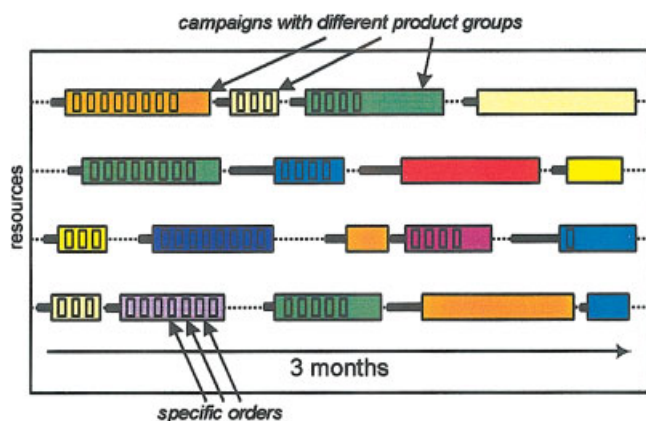 campaigns with different product groups
resources
3 months
specific orders